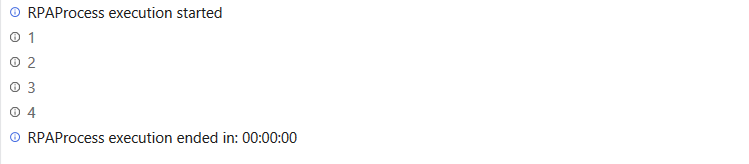 RPAProcess execution started
1
2
3
4
RPAProcess execution ended in: 00:00:00